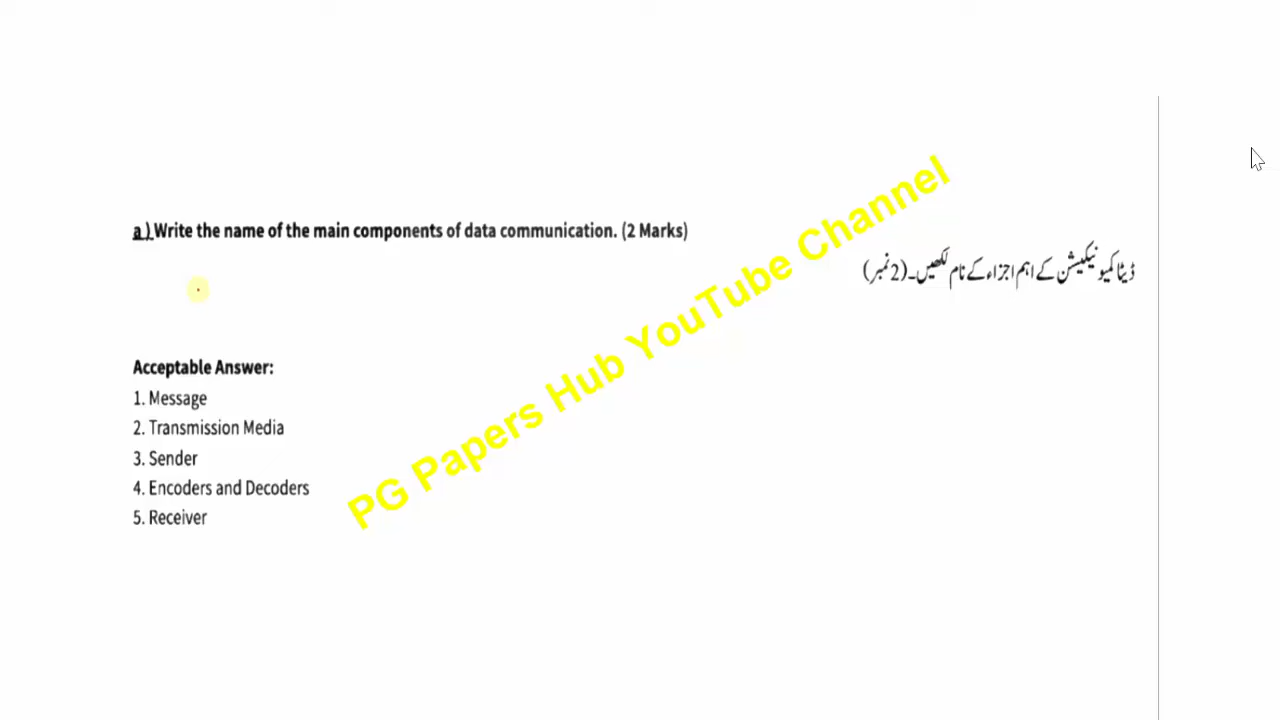 a ) Write the name of the main components of data communication. (2 Marks)
ڈیٹا کمیونیکیشن کے اہم اجزاء کے نام لکھیں۔ (2 نمبر)
Acceptable Answer:
1. Message
2. Transmission Media
3. Sender
4. Encoders and Decoders
5. Receiver
PG Papers Hub YouTube Channel